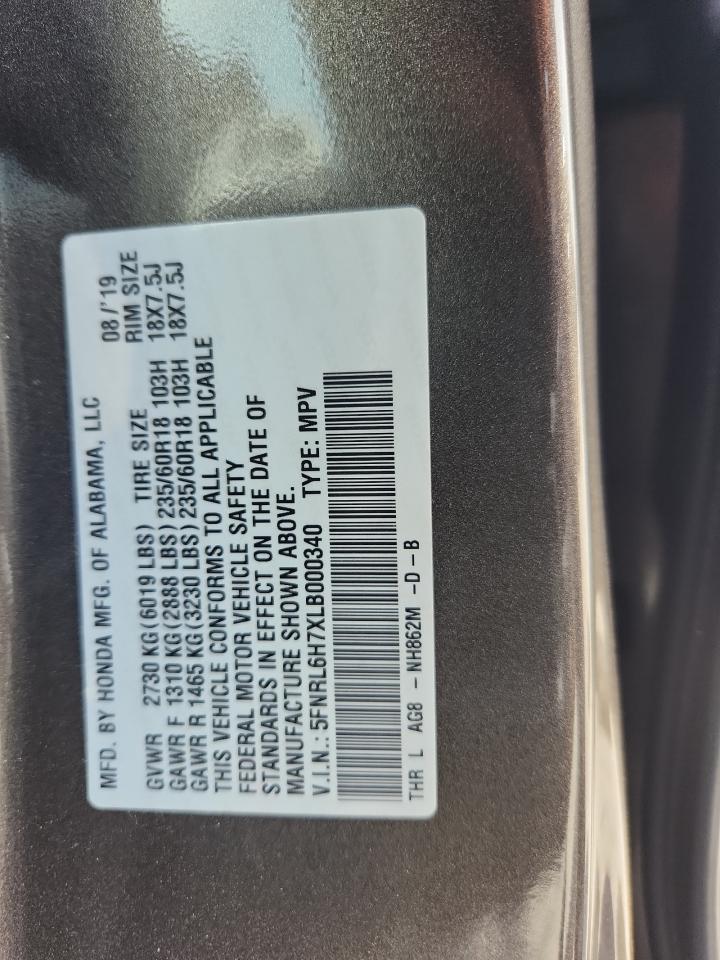 MFD. BY HONDA MFG. OF ALABAMA, LLC 08/'19
GVWR 2730 KG(6019 LBS) TIRE SIZE RIM SIZE
GAWR F 1310 KG(2888 LBS)235/60R18 103H 18X7.5J
GAWR R 1465 KG(3230 LBS)235/60R18 103H 18X7.5J
THIS VEHICLE CONFORMS TO ALL APPLICABLE
FEDERAL MOTOR VEHICLE SAFETY
STANDARDS IN EFFECT ON THE DATE OF
MANUFACTURE SHOWN ABOVE.
V.I.N.: 5FNRL6H7XLB000340 TYPE: MPV
THR L AG8 - NH862M -D-B